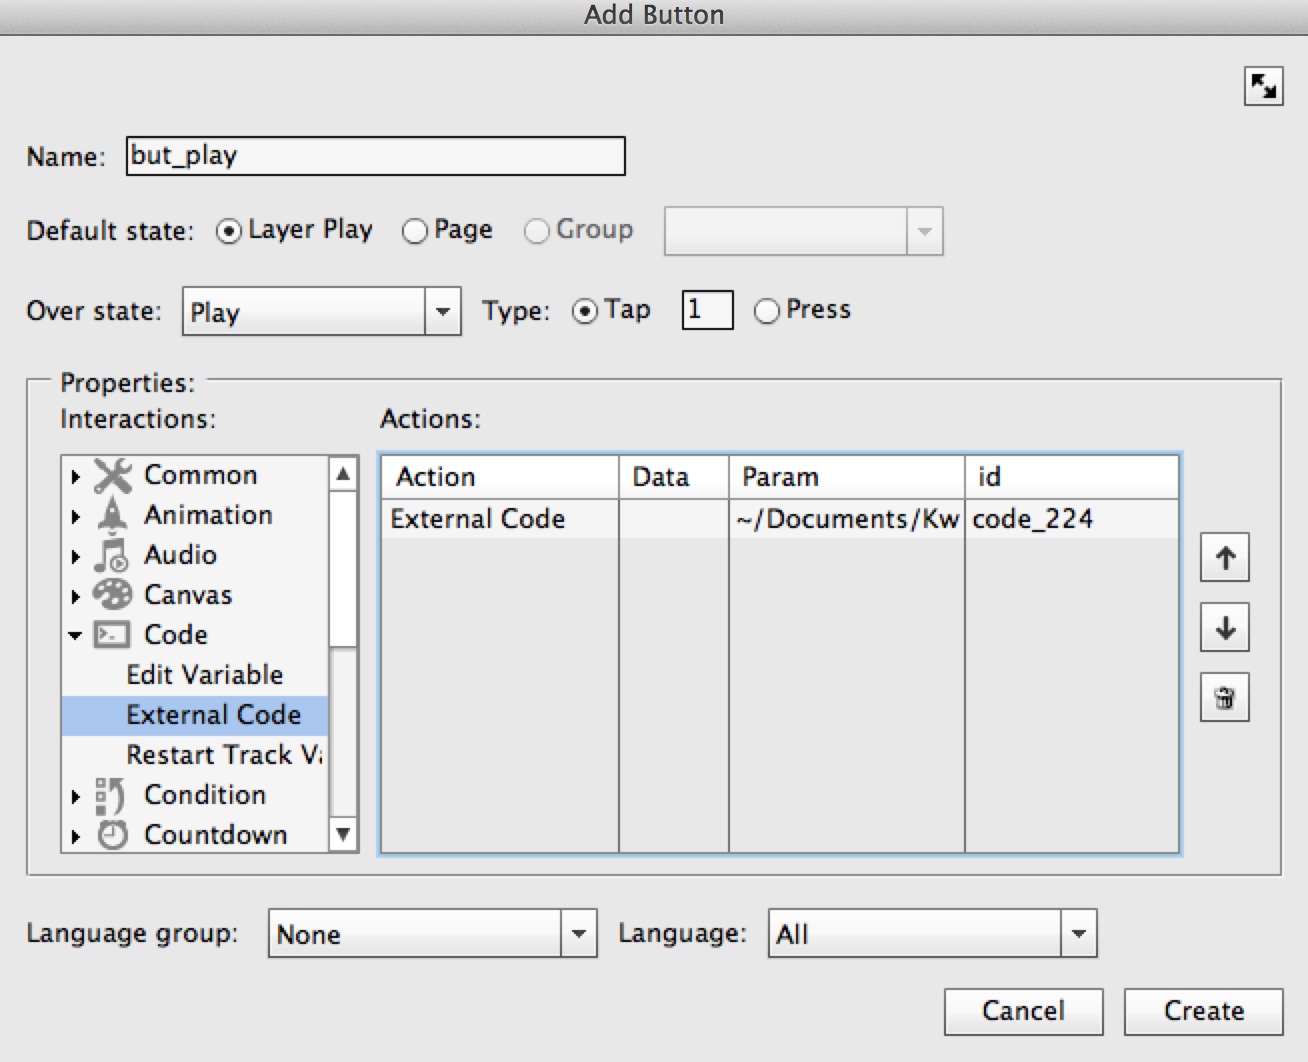 Add Button
Name: but_play
Default state: Layer Play Page Group
Over state: Play Type: Tap 1 Press
Properties:
Interactions: Actions:
Common
Animation
Audio
Canvas
Code
Edit Variable
External Code
Restart Track
Condition
Countdown
Action Data Param id
External Code ~/Documents/Kw code_224
Language group: None Language: All
Cancel Create